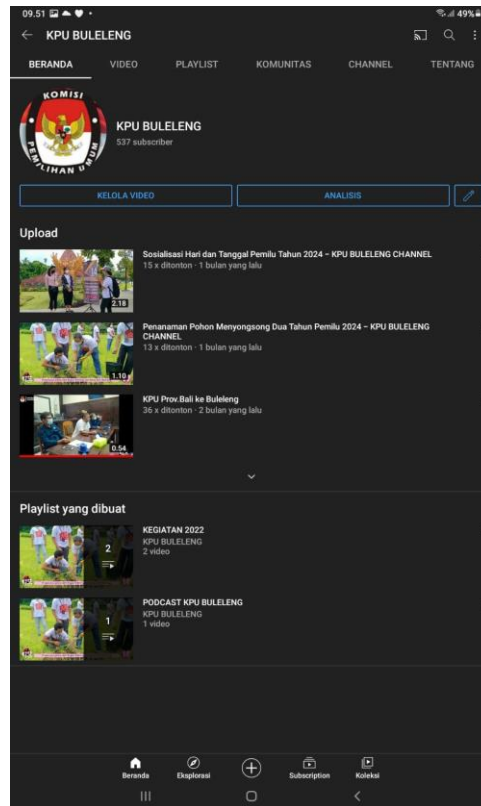 09.51
49%
KPU BULELENG
BERANDA VIDEO PLAYLIST KOMUNITAS CHANNEL TENTANG
KOMISI
PEMILIHAN UMUM
KPU BULELENG
537 subscriber
KELOLA VIDEO
ANALISIS
Upload
Sosialisasi Hari dan Tanggal Pemilu Tahun 2024 – KPU BULELENG CHANNEL
15 x ditonton · 1 bulan yang lalu
2.18
Penanaman Pohon Menyongsong Dua Tahun Pemilu 2024 – KPU BULELENG
CHANNEL
13 x ditonton · 1 bulan yang lalu
1.10
KPU Prov.Bali ke Buleleng
36 x ditonton · 2 bulan yang lalu
0.54
Playlist yang dibuat
KEGIATAN 2022
KPU BULELENG
2 video
2
PODCAST KPU BULELENG
KPU BULELENG
1 video
1
Beranda Eksplorasi Subscription Koleksi